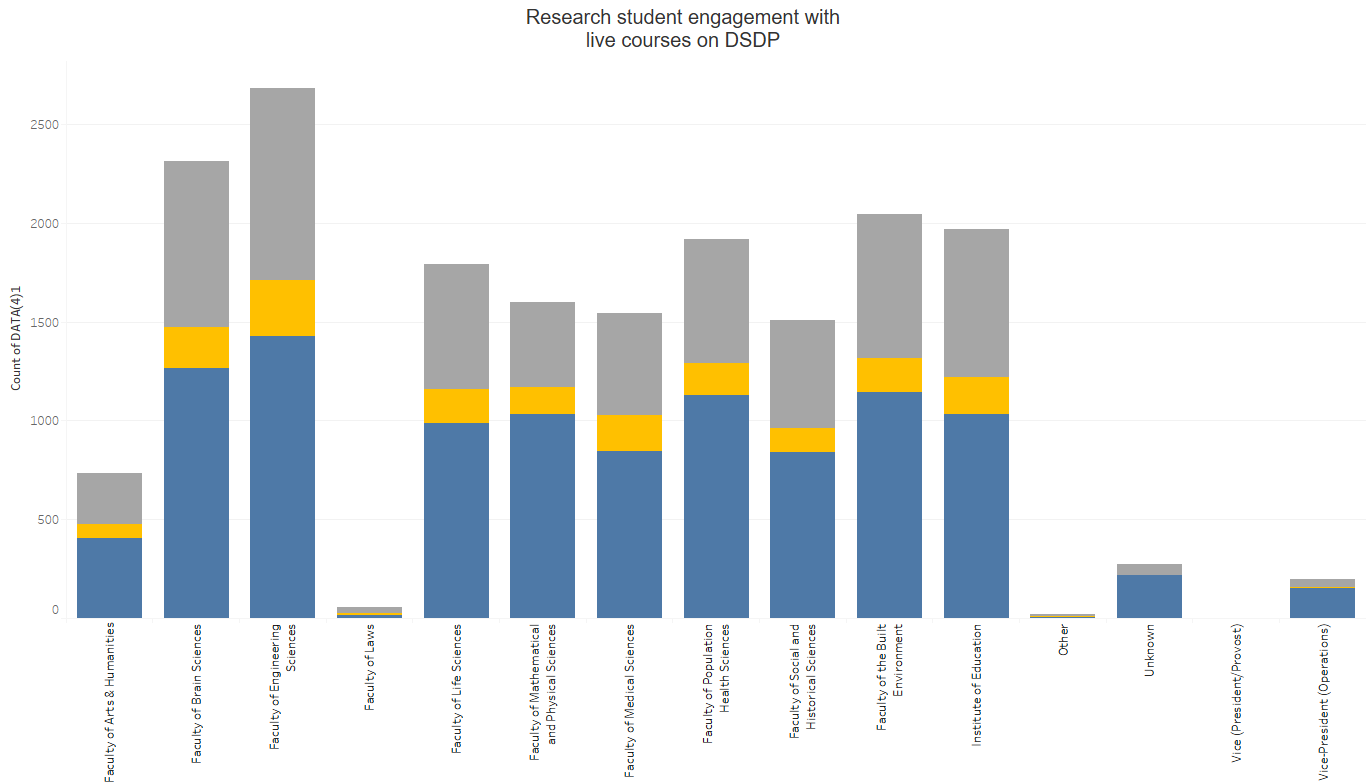 Research student engagement with
live courses on DSDP
Count of DATA(4)1
2500
2000
1500
1000
500
0
Faculty of Arts & Humanities
Faculty of Brain Sciences
Faculty of Engineering
Sciences
Faculty of Laws
Faculty of Life Sciences
Faculty of Mathematical
and Physical Sciences
Faculty of Medical Sciences
Faculty of Population
Health Sciences
Faculty of Social and
Historical Sciences
Faculty of the Built
Environment
Institute of Education
Other
Unknown
Vice (President/Provost)
Vice-President (Operations)